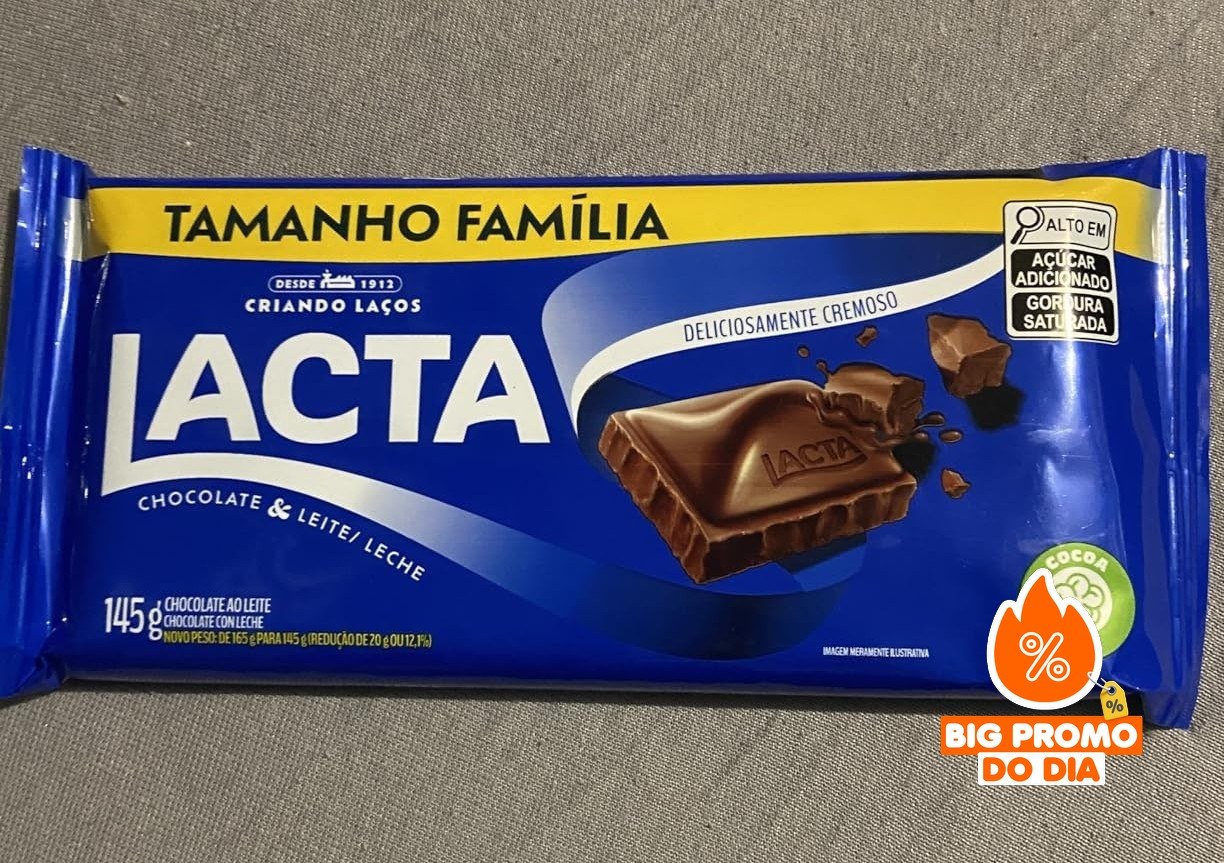 TAMANHO FAMÍLIA
ALTO EM
AÇÚCAR
ADICIONADO
GORDURA
SATURADA
DESDE 1912
CRIANDO LAÇOS
LACTA
DELICIOSAMENTE CREMOSO
LACTA
CHOCOLATE & LEITE/ LECHE
COCOA
145g
CHOCOLATE AO LEITE
CHOCOLATE CON LECHE
NOVO PESO: DE 165 g PARA 145 g (REDUÇÃO DE 20 g OU 12,1%)
IMAGEM MERAMENTE ILUSTRATIVA
%
%
BIG PROMO
DO DIA